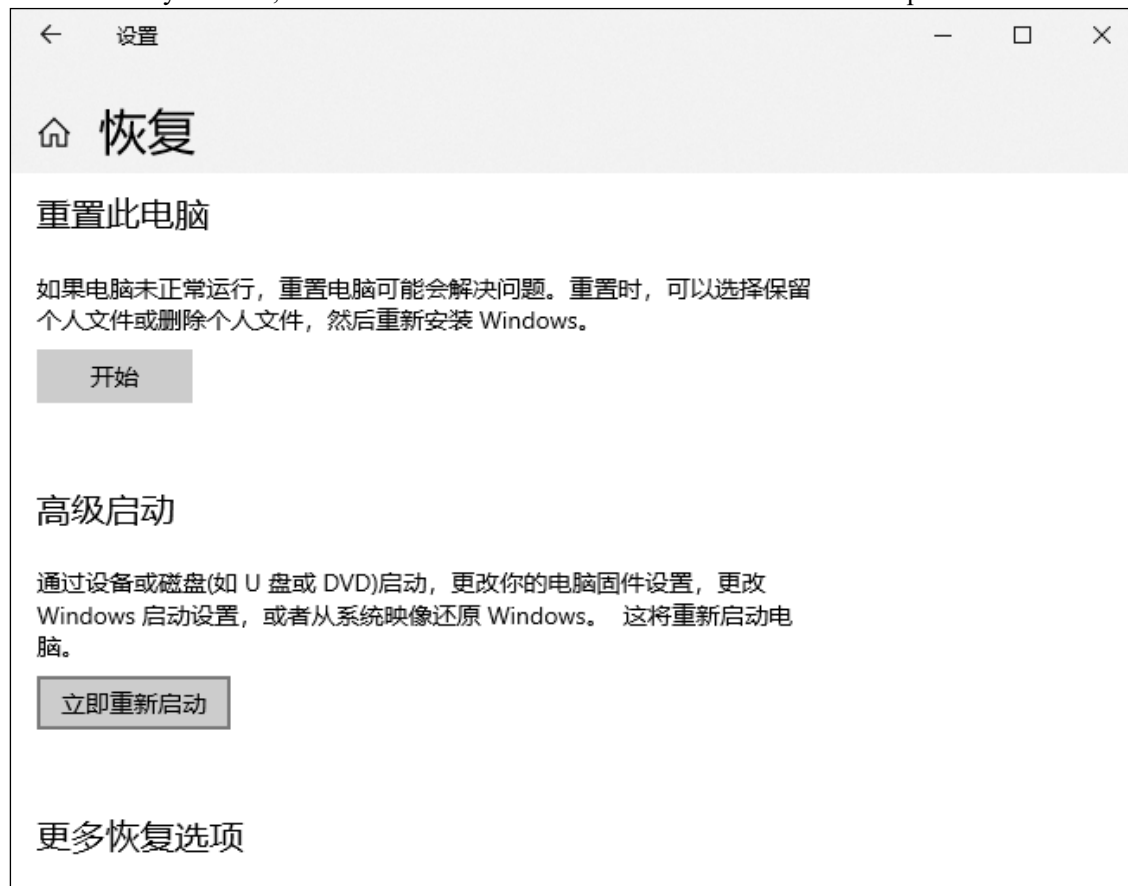 设置
恢复
重置此电脑
如果电脑未正常运行，重置电脑可能会解决问题。重置时，可以选择保留
个人文件或删除个人文件，然后重新安装 Windows。
开始
高级启动
通过设备或磁盘(如 U 盘或 DVD)启动，更改你的电脑固件设置，更改
Windows 启动设置，或者从系统映像还原 Windows。 这将重新启动电
脑。
立即重新启动
更多恢复选项